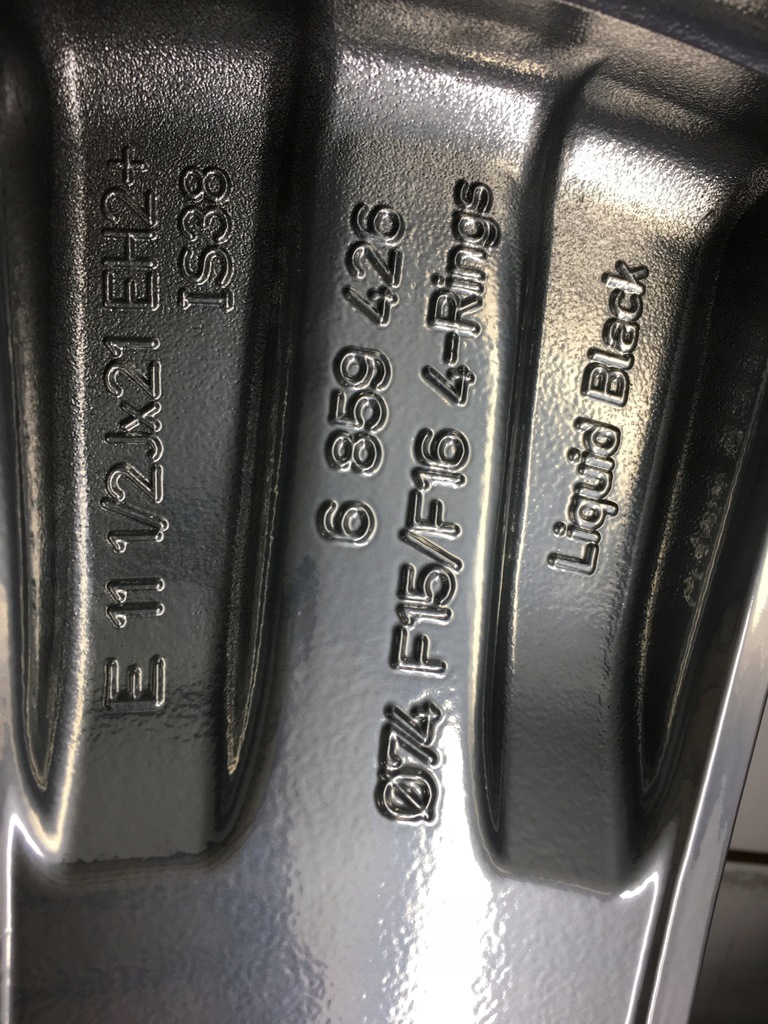 E 11 1/2Jx21 EH2+
IS38
6 859 426
Ø74 F15/F16 4-Rings
Liquid Black